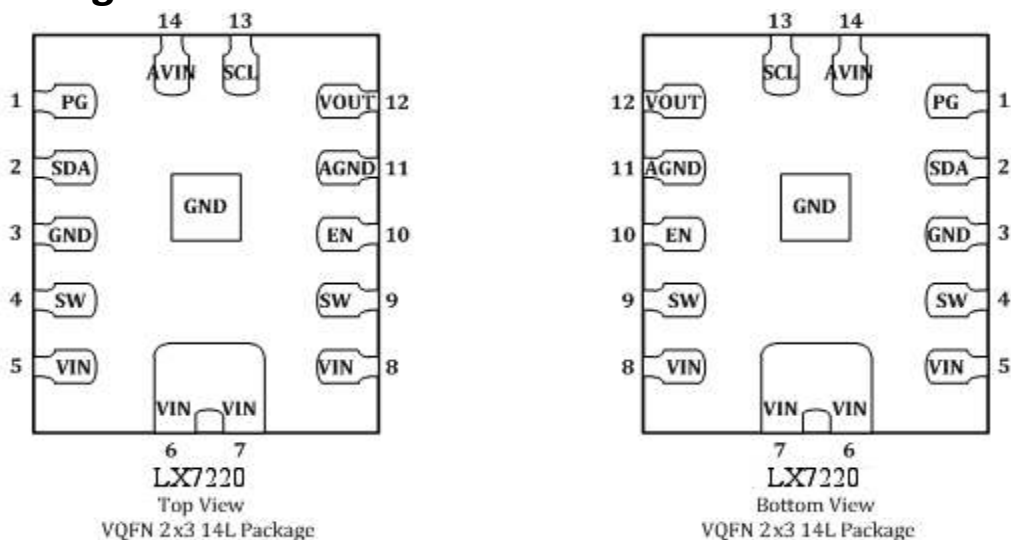 14 13
AVIN SCL
1 PG VOUT 12
2 SDA AGND 11
3 GND GND EN 10
4 SW SW 9
5 VIN VIN 8
VIN VIN
6 7
LX7220
Top View
VQFN 2x3 14L Package
13 14
SCL AVIN
12 VOUT PG 1
11 AGND SDA 2
10 EN GND GND 3
9 SW SW 4
8 VIN VIN 5
VIN VIN
7 6
LX7220
Bottom View
VQFN 2x3 14L Package